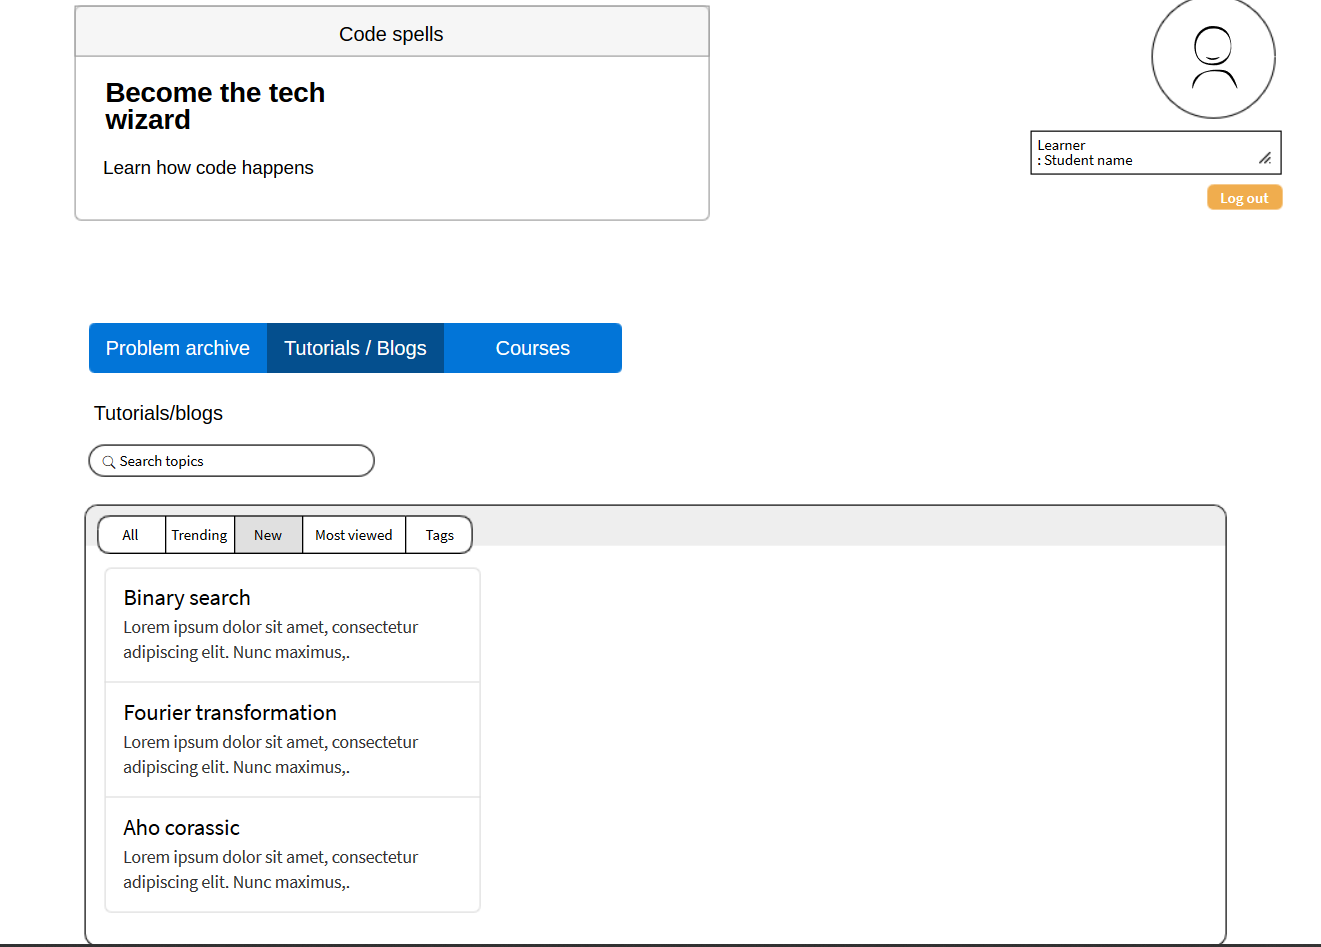 Code spells
Become the tech
wizard
Learn how code happens
Learner
: Student name
Log out
Problem archive
Tutorials / Blogs
Courses
Tutorials/blogs
Search topics
All
Trending
New
Most viewed
Tags
Binary search
Lorem ipsum dolor sit amet, consectetur
adipiscing elit. Nunc maximus,.
Fourier transformation
Lorem ipsum dolor sit amet, consectetur
adipiscing elit. Nunc maximus,.
Aho corassic
Lorem ipsum dolor sit amet, consectetur
adipiscing elit. Nunc maximus,.